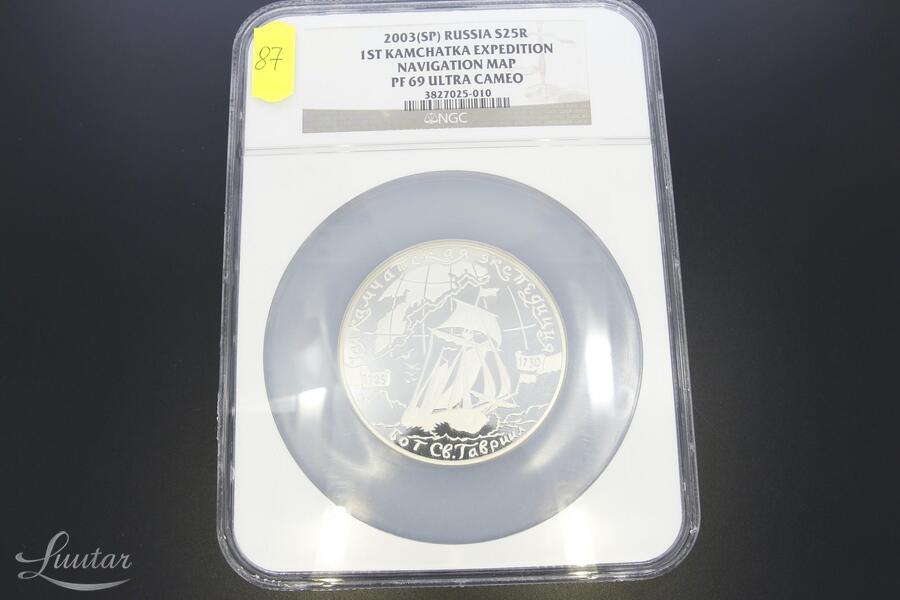 87
2003(SP) RUSSIA S25R
1ST KAMCHATKA EXPEDITION
NAVIGATION MAP
PF 69 ULTRA CAMEO
3827025-010
NGC
камчатская экспедиция
1725
1730
бот Св.Гавриил
Luutar